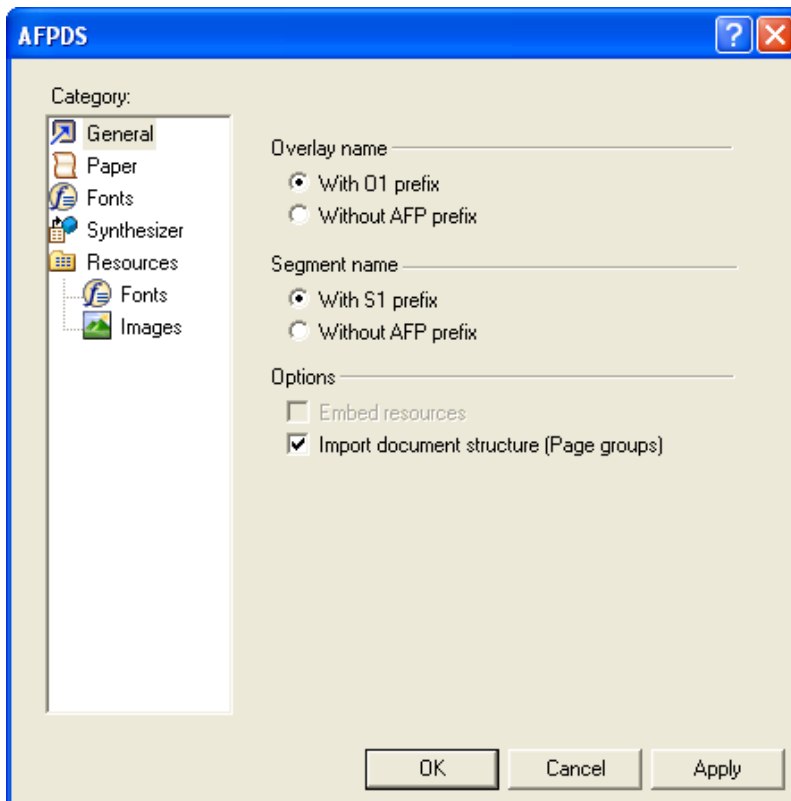 AFPDS
Category:
General
Paper
Fonts
Synthesizer
Resources
Fonts
Images
Overlay name
With O1 prefix
Without AFP prefix
Segment name
With S1 prefix
Without AFP prefix
Options
Embed resources
Import document structure (Page groups)
OK
Cancel
Apply